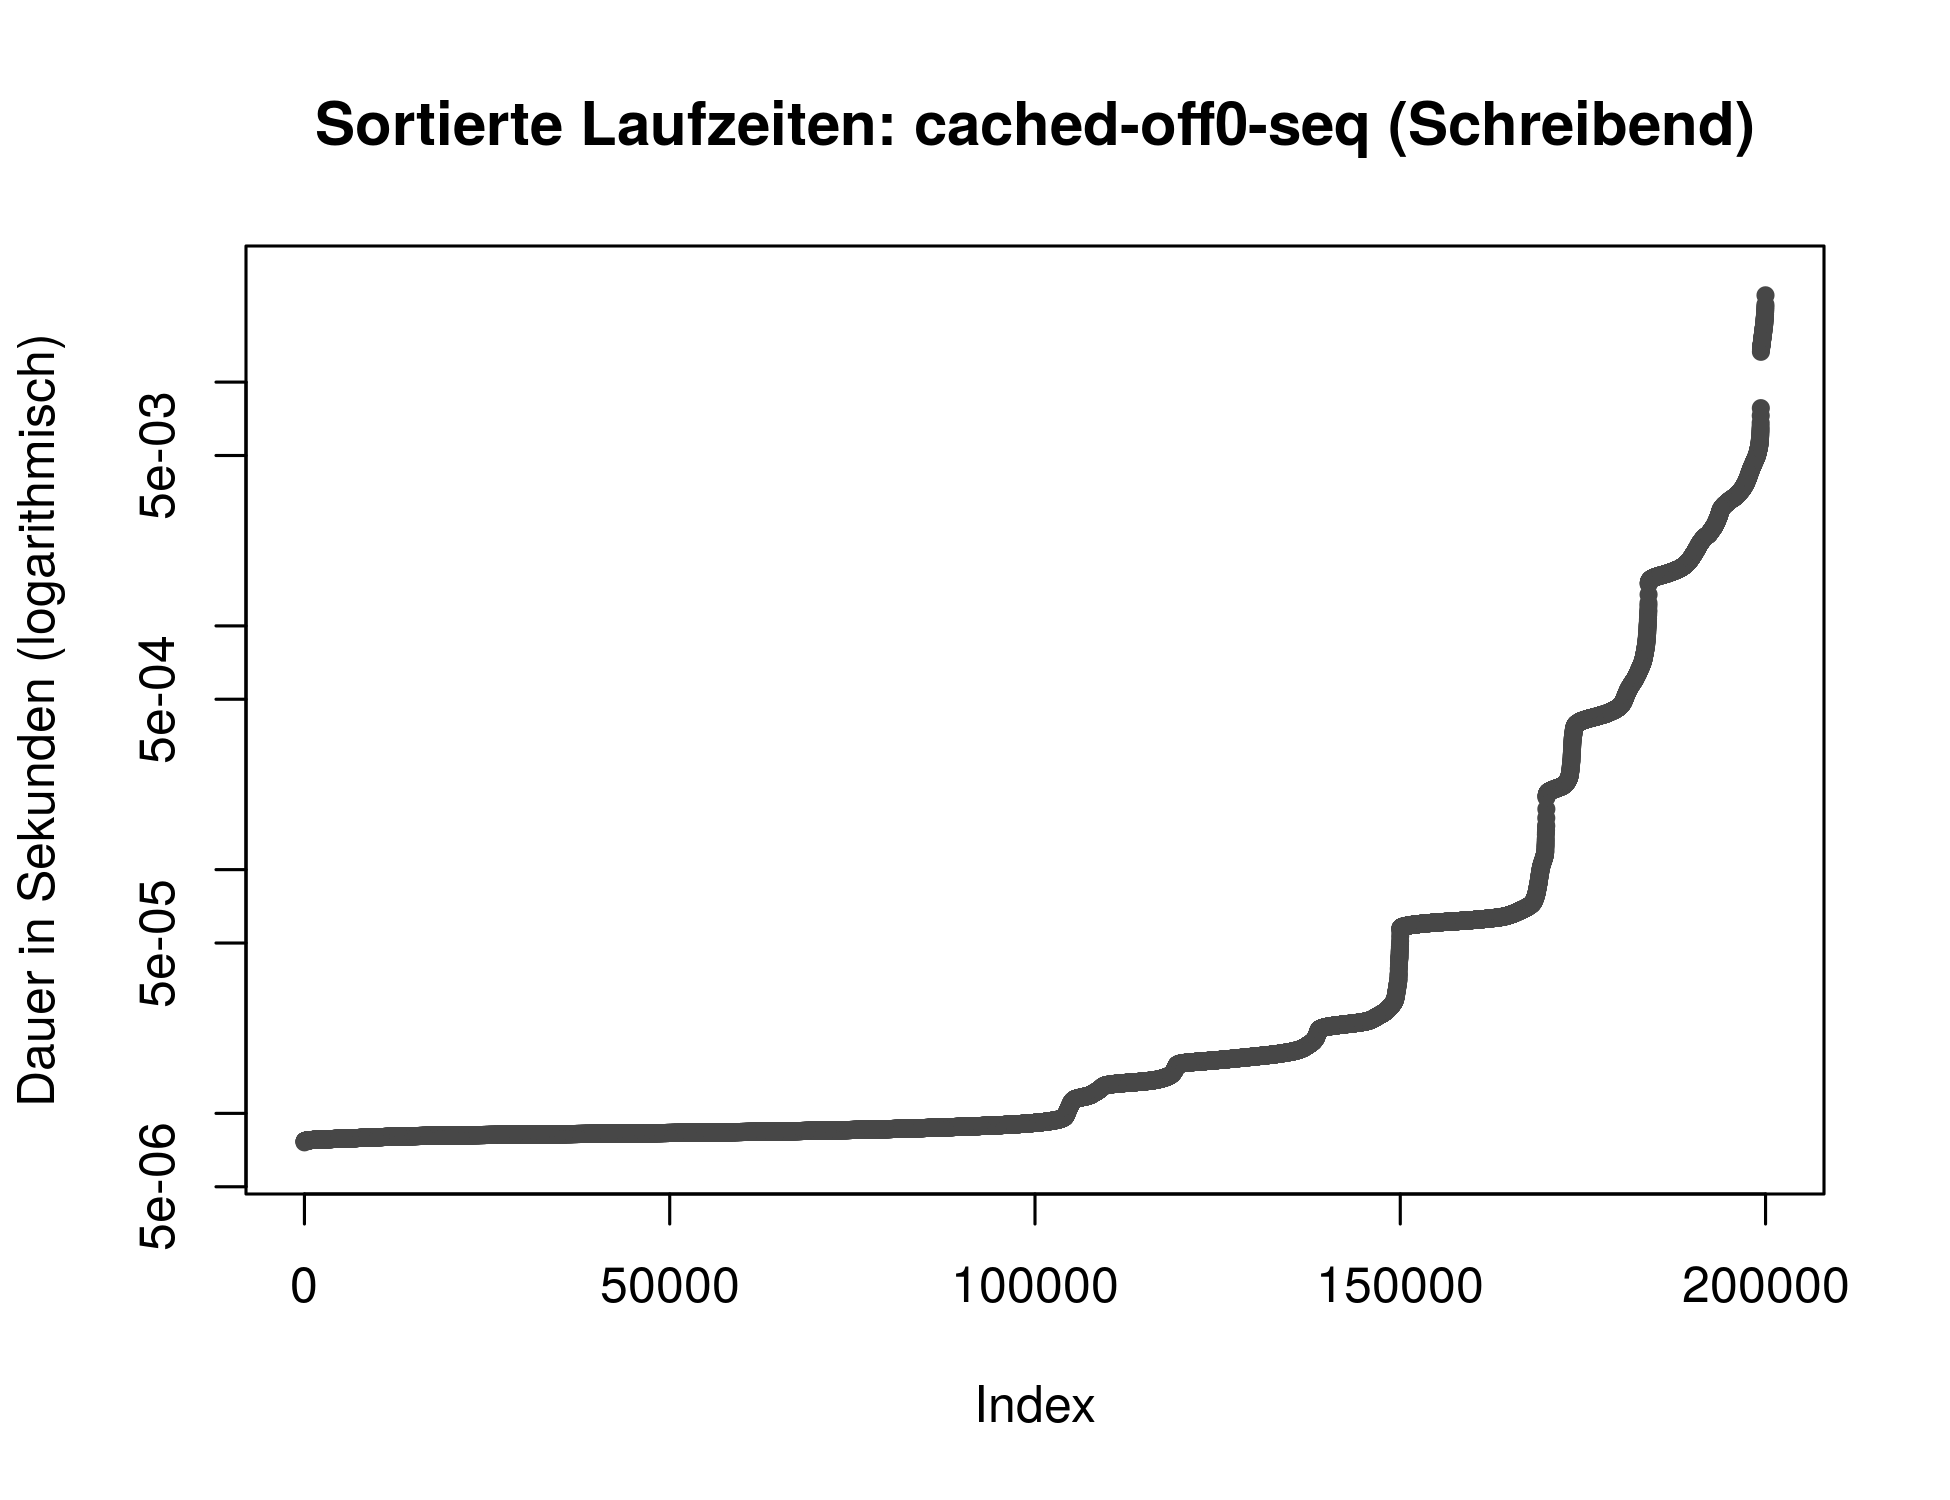 Sortierte Laufzeiten: cached-off0-seq (Schreibend)
Dauer in Sekunden (logarithmisch)
5e-03
5e-04
5e-05
5e-06
0 50000 100000 150000 200000
Index